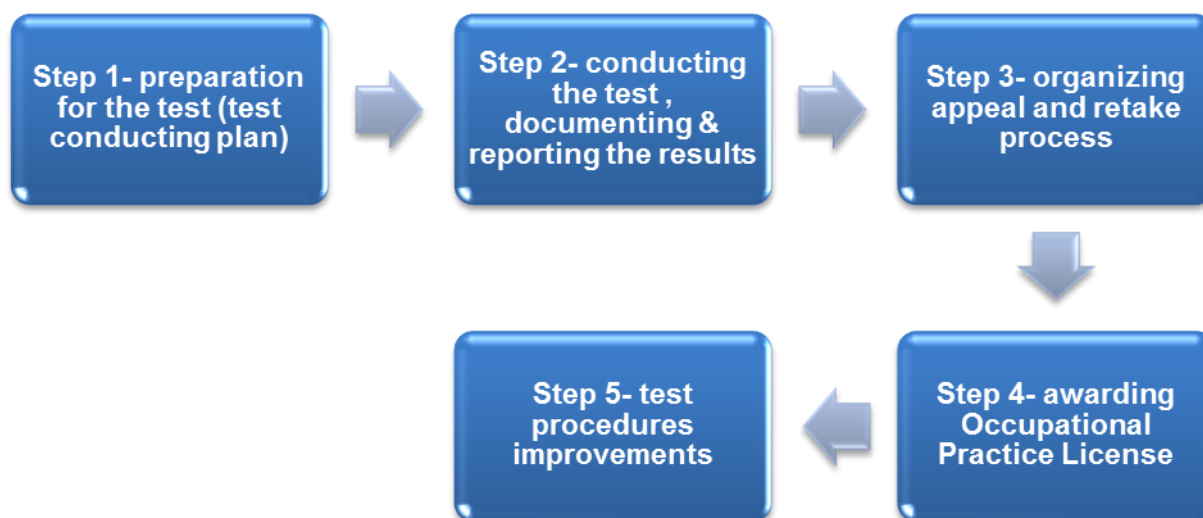 Step 1- preparation
for the test (test
conducting plan)
Step 2- conducting
the test ,
documenting &
reporting the results
Step 3- organizing
appeal and retake
process
Step 4- awarding
Occupational
Practice License
Step 5- test
procedures
improvements